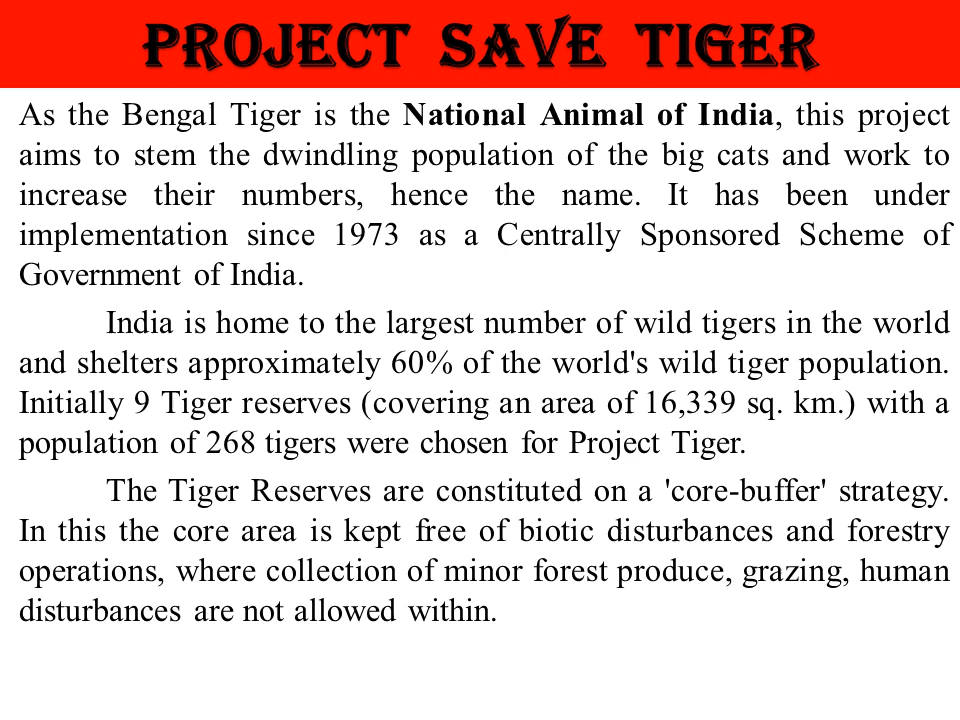 PROJECT SAVE TIGER
As the Bengal Tiger is the National Animal of India, this project
aims to stem the dwindling population of the big cats and work to
increase their numbers, hence the name. It has been under
implementation since 1973 as a Centrally Sponsored Scheme of
Government of India.
India is home to the largest number of wild tigers in the world
and shelters approximately 60% of the world's wild tiger population.
Initially 9 Tiger reserves (covering an area of 16,339 sq. km.) with a
population of 268 tigers were chosen for Project Tiger.
The Tiger Reserves are constituted on a 'core-buffer' strategy.
In this the core area is kept free of biotic disturbances and forestry
operations, where collection of minor forest produce, grazing, human
disturbances are not allowed within.